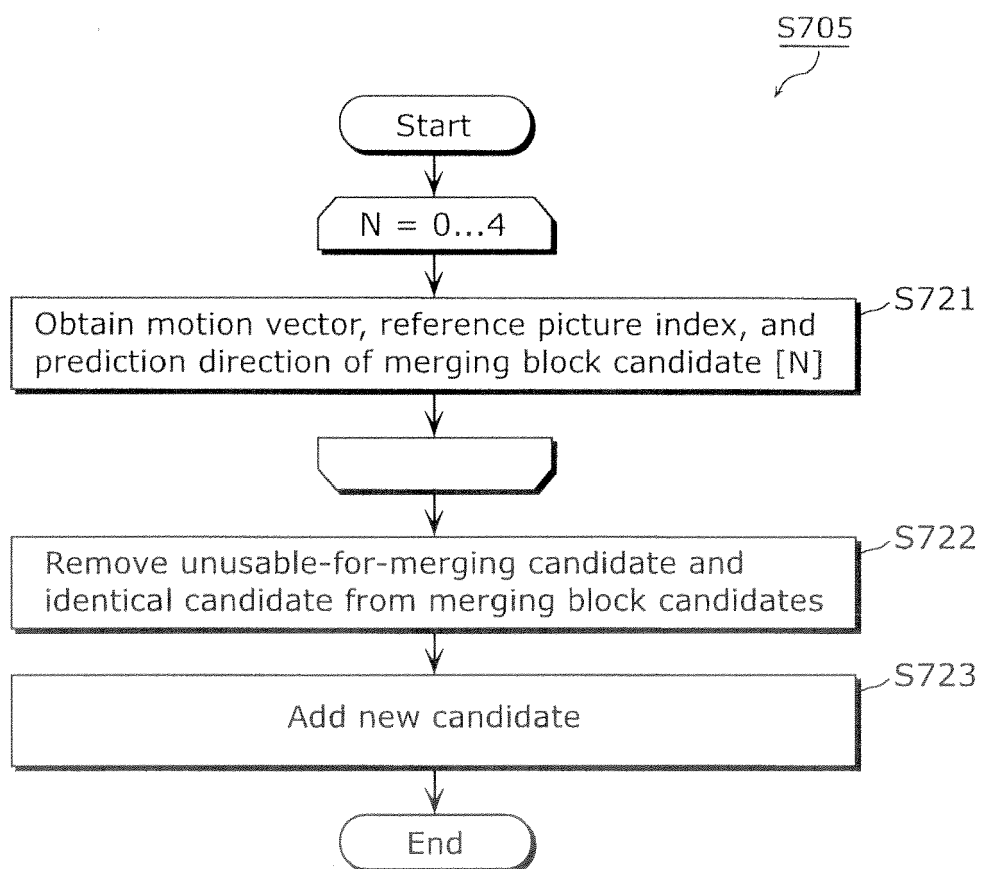 S705
Start
N = 0...4
S721
Obtain motion vector, reference picture index, and
prediction direction of merging block candidate [N]
S722
Remove unusable-for-merging candidate and
identical candidate from merging block candidates
S723
Add new candidate
End